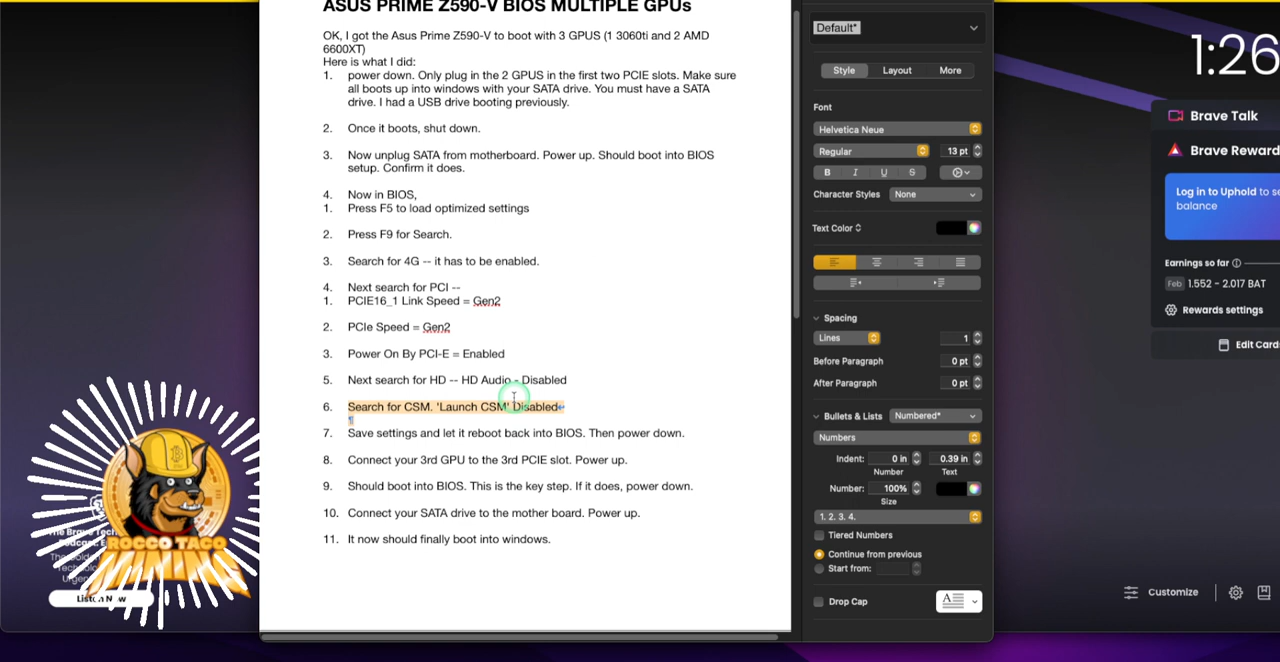 ASUS PRIME Z590-V BIOS MULTIPLE GPUs
OK, I got the Asus Prime Z590-V to boot with 3 GPUS (1 3060ti and 2 AMD
6600XT)
Here is what I did:
1. power down. Only plug in the 2 GPUS in the first two PCIE slots. Make sure
all boots up into windows with your SATA drive. You must have a SATA
drive. I had a USB drive booting previously.
2. Once it boots, shut down.
3. Now unplug SATA from motherboard. Power up. Should boot into BIOS
setup. Confirm it does.
4. Now in BIOS,
1. Press F5 to load optimized settings
2. Press F9 for Search.
3. Search for 4G -- it has to be enabled.
4. Next search for PCI --
1. PCIE16_1 Link Speed = Gen2
2. PCIe Speed = Gen2
3. Power On By PCI-E = Enabled
5. Next search for HD -- HD Audio - Disabled
6. Search for CSM. 'Launch CSM' Disabled
7. Save settings and let it reboot back into BIOS. Then power down.
8. Connect your 3rd GPU to the 3rd PCIE slot. Power up.
9. Should boot into BIOS. This is the key step. If it does, power down.
10. Connect your SATA drive to the mother board. Power up.
11. It now should finally boot into windows.
Default*
Style Layout More
Font
Helvetica Neue
Regular 13 pt
B I U S
Character Styles None
Text Color
Spacing
Lines 1
Before Paragraph 0 pt
After Paragraph 0 pt
Bullets & Lists Numbered*
Numbers
Indent: 0 in 0.39 in
Number Text
Number: 100%
Size
1. 2. 3. 4.
Tiered Numbers
Continue from previous
Start from:
Drop Cap
1:26
Brave Talk
Brave Reward
Log in to Uphold to se
balance
Earnings so far
Feb 1.552 - 2.017 BAT
Rewards settings
Edit Card
Customize
ROCCO TACO